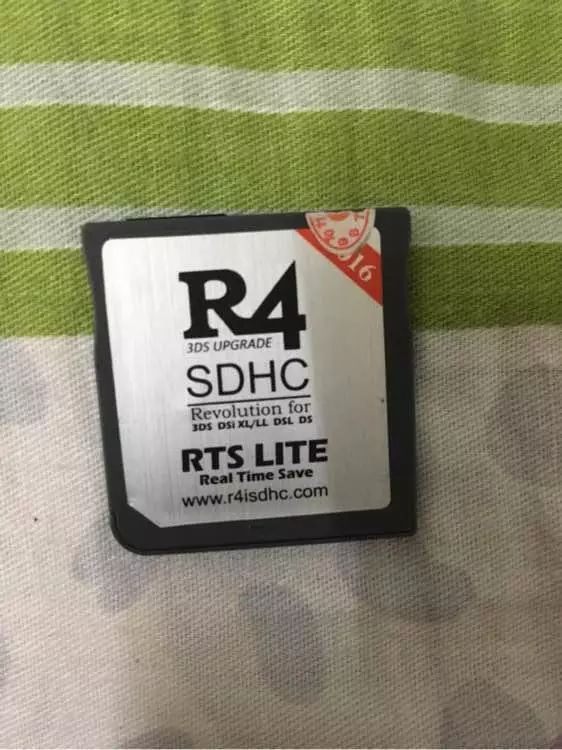 16
R4
3DS UPGRADE
SDHC
Revolution for
3DS DSi XL/LL DSL DS
RTS LITE
Real Time Save
www.r4isdhc.com